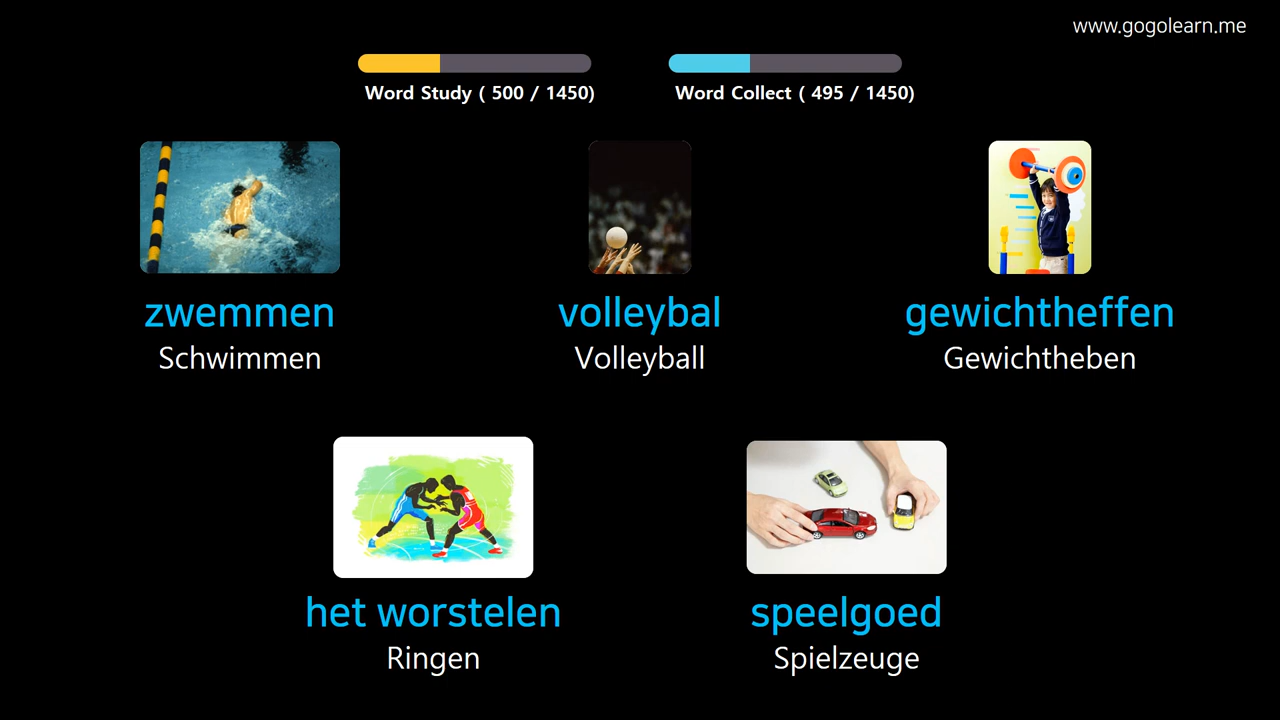 www.gogolearn.me
Word Study ( 500 / 1450)
Word Collect ( 495 / 1450)
zwemmen
Schwimmen
volleybal
Volleyball
gewichtheffen
Gewichtheben
het worstelen
Ringen
speelgoed
Spielzeuge